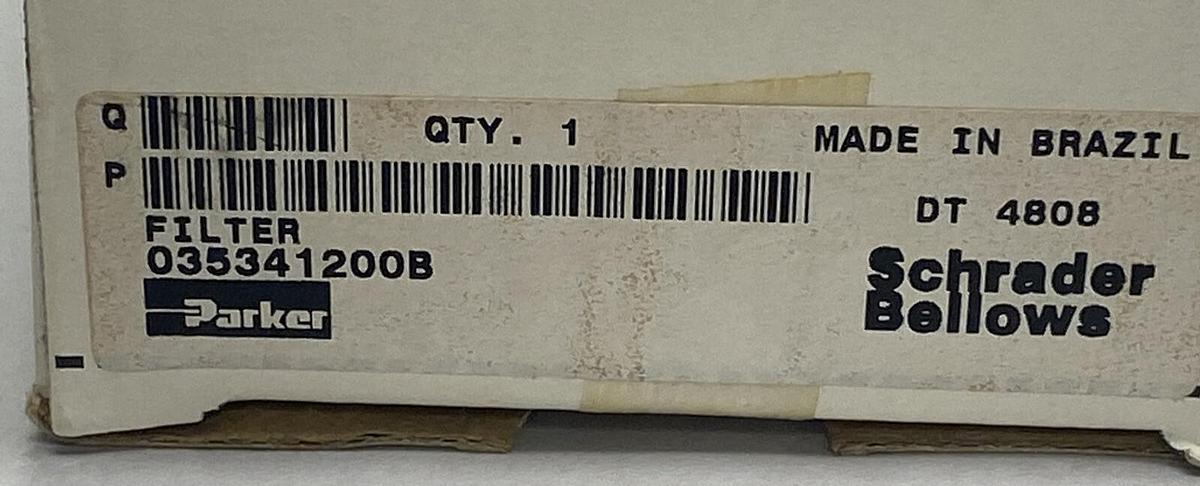 Q QTY. 1 MADE IN BRAZIL
P
DT 4808
FILTER
035341200B
Schrader
Bellows
Parker